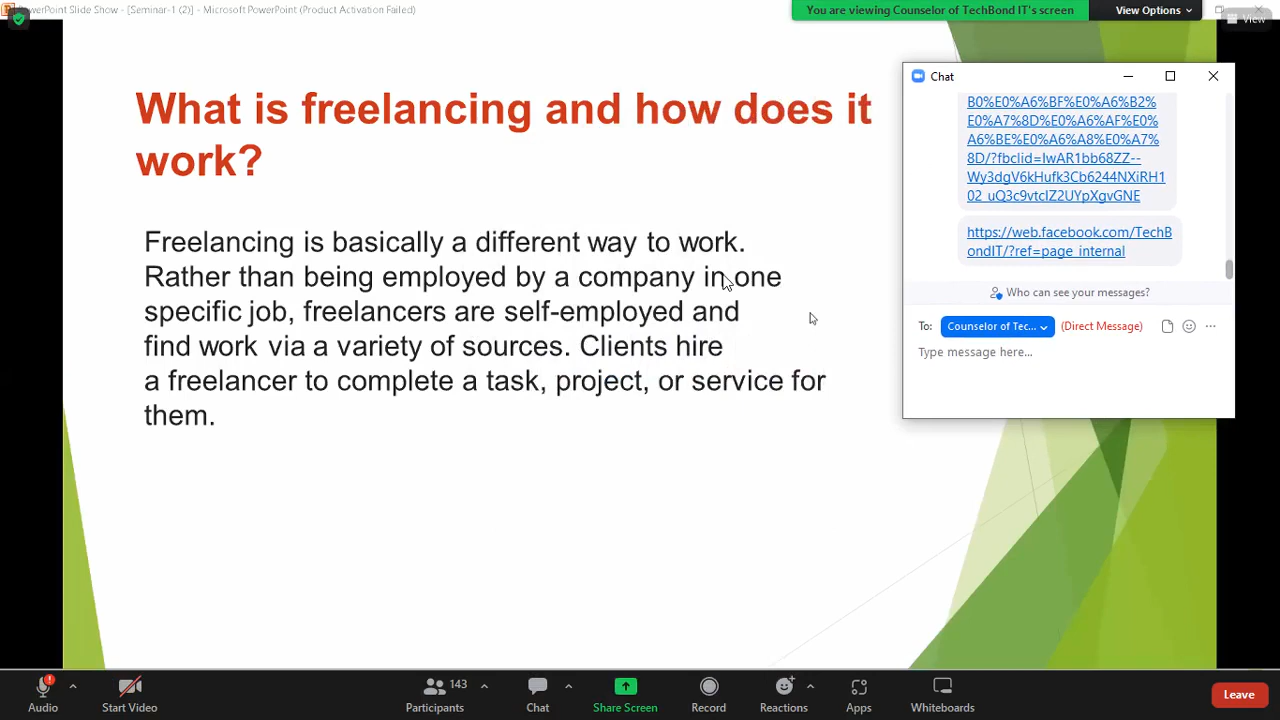 PowerPoint Slide Show - [Seminar-1 (2)] - Microsoft PowerPoint (Product Activation Failed)
You are viewing Counselor of TechBond IT's screen
View Options
View
What is freelancing and how does it
work?
Freelancing is basically a different way to work.
Rather than being employed by a company in one
specific job, freelancers are self-employed and
find work via a variety of sources. Clients hire
a freelancer to complete a task, project, or service for
them.
Chat
B0%E0%A6%BF%E0%A6%B2%
E0%A7%8D%E0%A6%AF%E0%
A6%BE%E0%A6%A8%E0%A7%
8D/?fbclid=IwAR1bb68ZZ--
Wy3dgV6kHufk3Cb6244NXiRH1
02_uQ3c9vtclZ2UYpXgvGNE
https://web.facebook.com/TechB
ondIT/?ref=page_internal
Who can see your messages?
To: Counselor of Tec... (Direct Message)
Type message here...
Audio
Start Video
Participants
143
Chat
Share Screen
Record
Reactions
Apps
Whiteboards
Leave